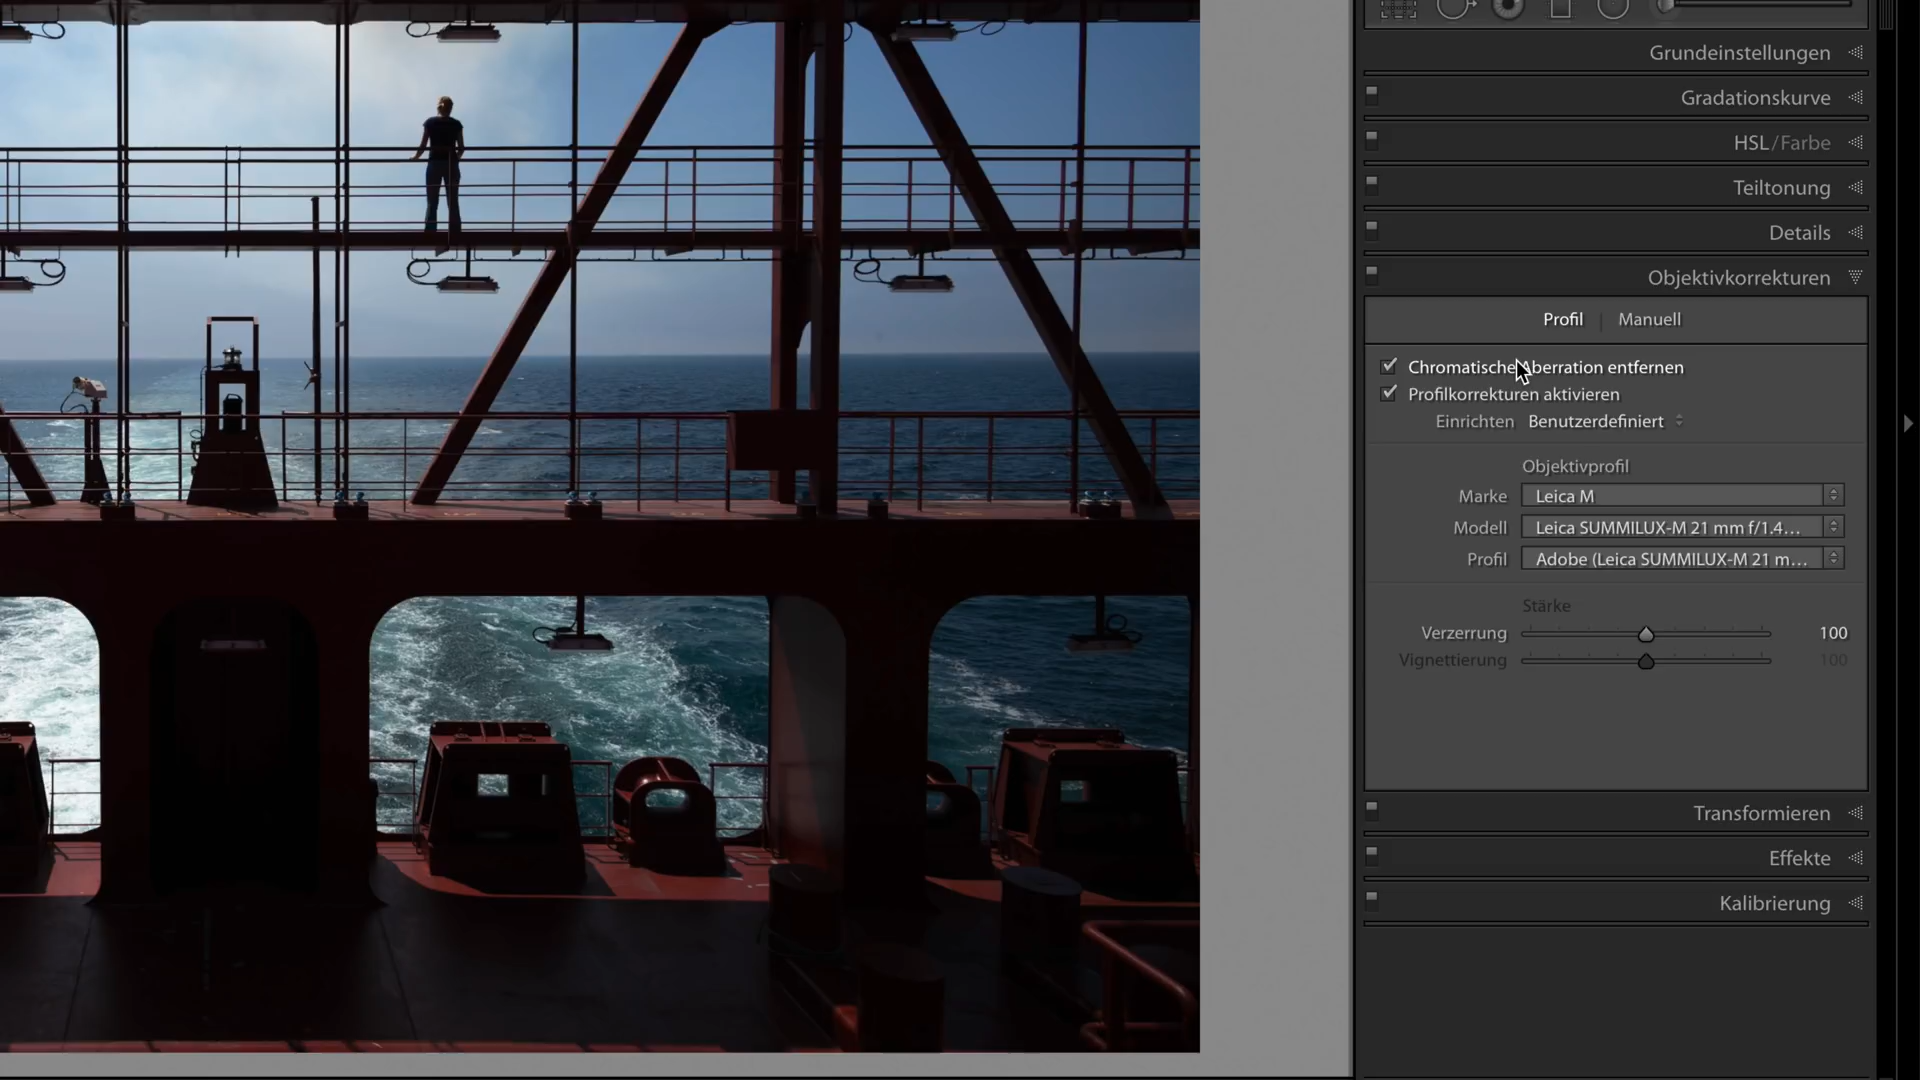 Grundeinstellungen
Gradationskurve
HSL / Farbe
Teiltonung
Details
Objektivkorrekturen
Profil | Manuell
Chromatische Aberration entfernen
Profilkorrekturen aktivieren
Einrichten Benutzerdefiniert
Objektivprofil
Marke Leica M
Modell Leica SUMMILUX-M 21 mm f/1.4...
Profil Adobe (Leica SUMMILUX-M 21 m...
Stärke
Verzerrung 100
Vignettierung 100
Transformieren
Effekte
Kalibrierung